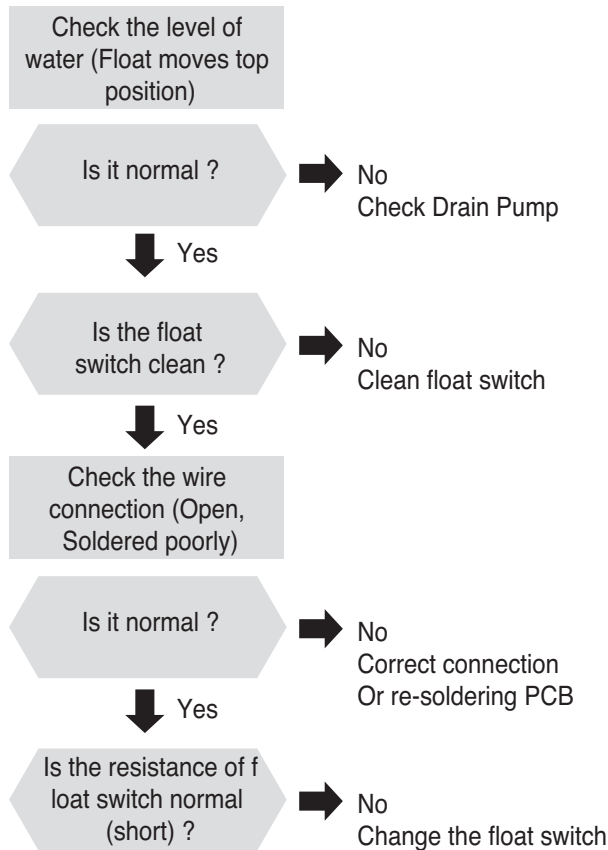 Check the level of
water (Float moves top
position)
Is it normal ?
No
Check Drain Pump
Yes
Is the float
switch clean ?
No
Clean float switch
Yes
Check the wire
connection (Open,
Soldered poorly)
Is it normal ?
No
Correct connection
Or re-soldering PCB
Yes
Is the resistance of f
loat switch normal
(short) ?
No
Change the float switch